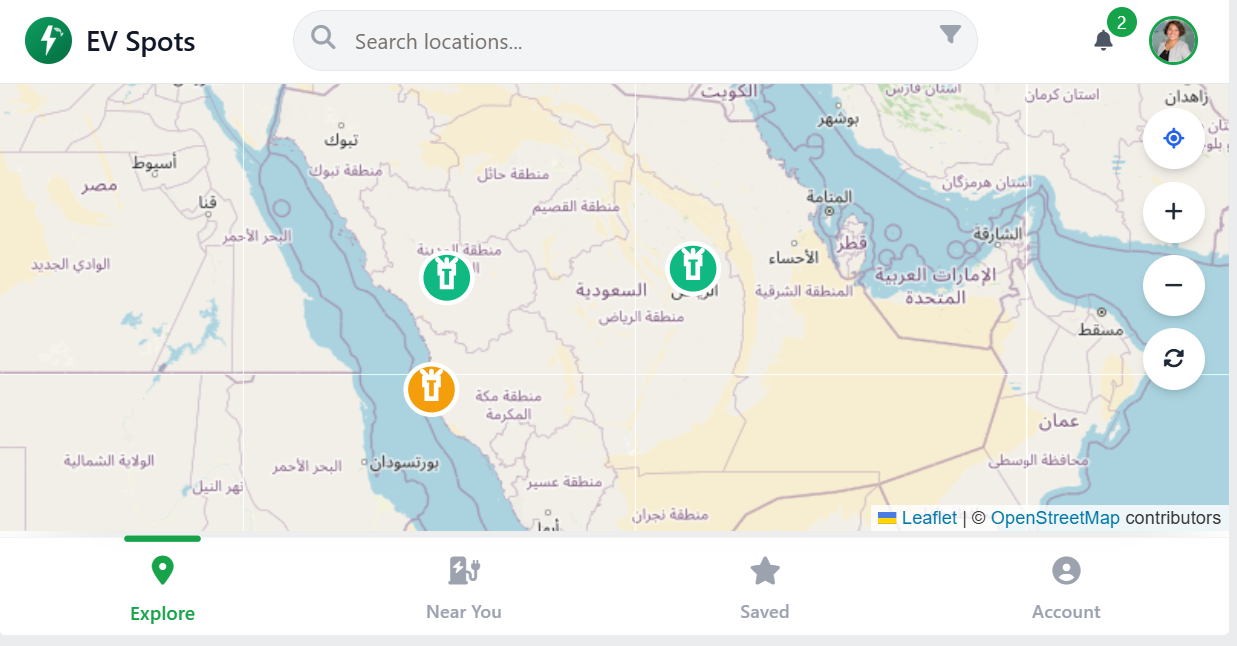 EV Spots
Search locations...
2
الكويت
استان فارس
استان كرمان
زاهدان
بوشهر
تبوك
منطقة تبوك
أسيوط
مصر
منطقة حائل
استان هرمزگان
قنا
المنامة
منطقة القصيم
البحر الأحمر
الشارقة
قطر
منطقة المدينة
الأحساء
الوادي الجديد
الإمارات العربية
المتحدة
السعودية
الرياض
المنطقة الشرقية
منطقة الرياض
مسقط
منطقة مكة
المكرمة
عمان
الولاية الشمالية
البحر الأحمر
بورتسودان
محافظة الوسطى
نهر النيل
منطقة عسير
منطقة نجران
أبها
Leaflet | © OpenStreetMap contributors
Explore
Near You
Saved
Account